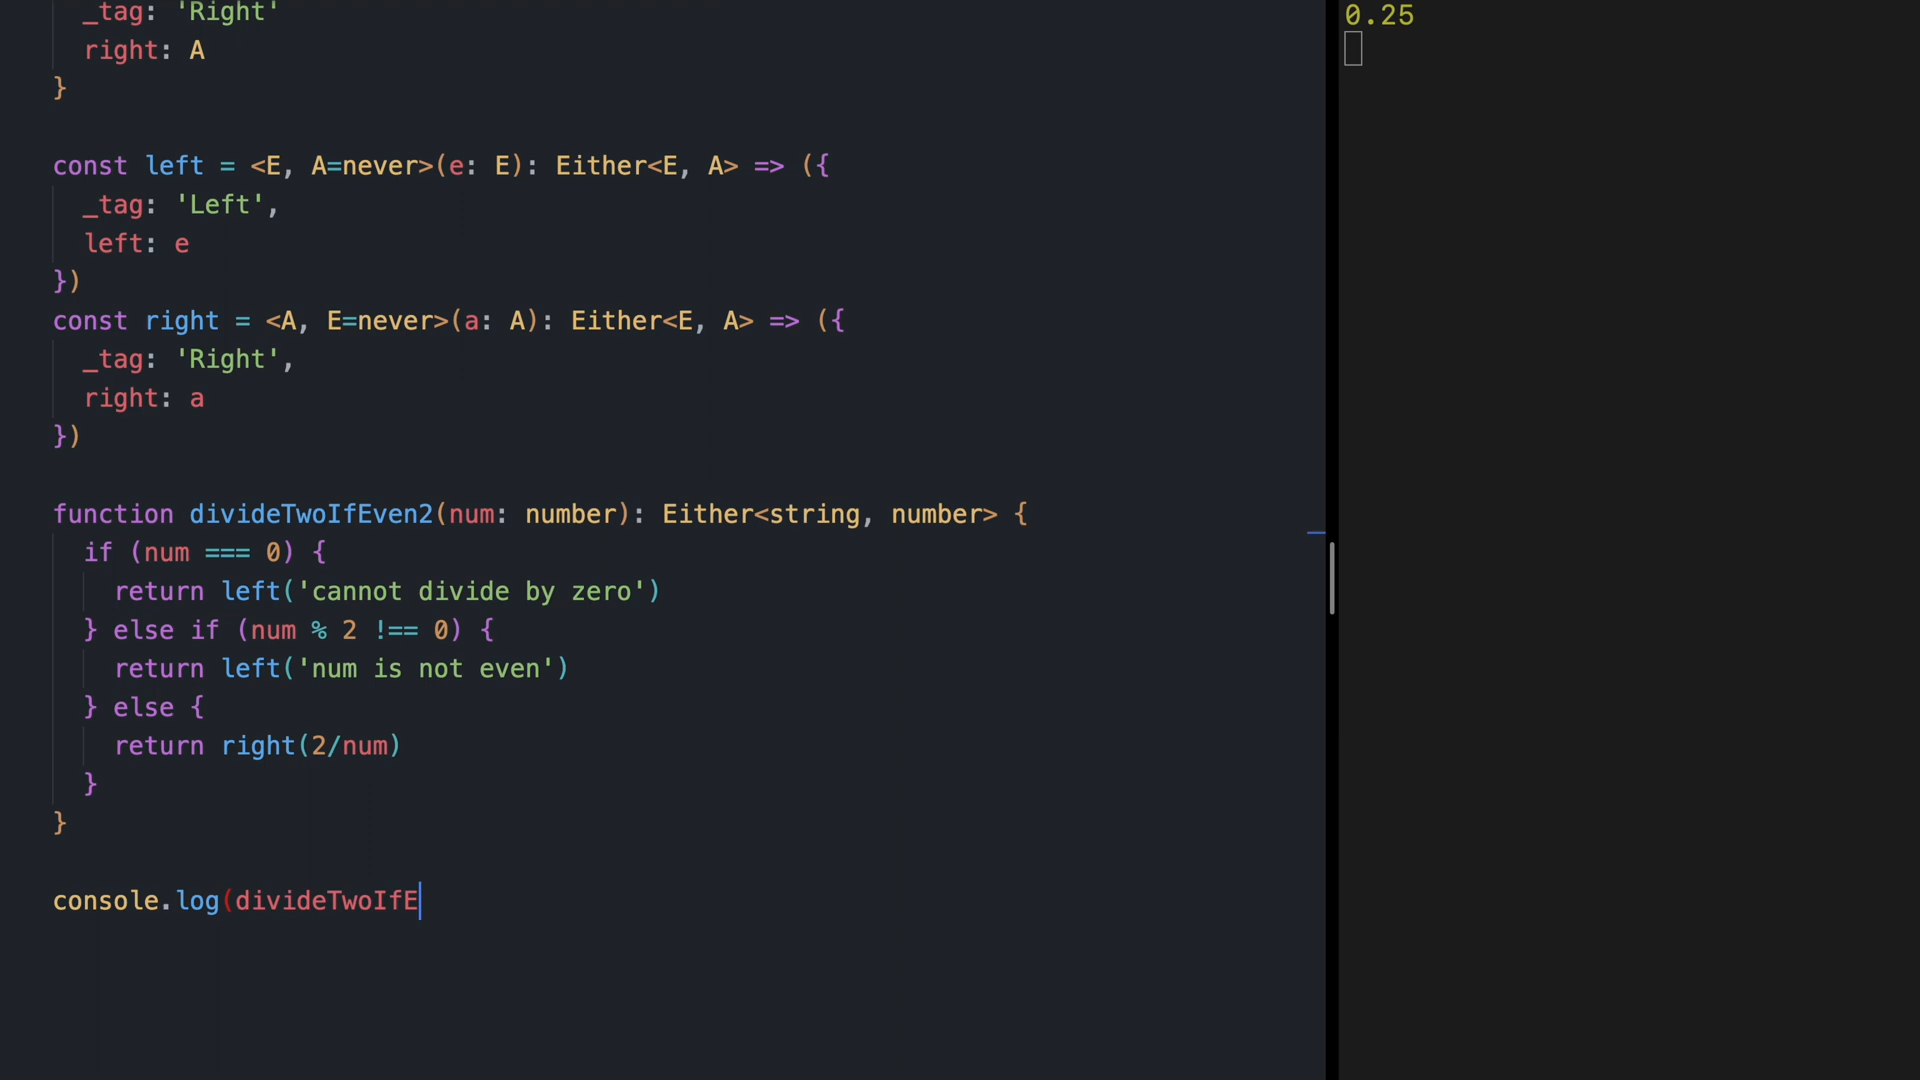 _tag: 'Right'
  right: A
}

const left = <E, A=never>(e: E): Either<E, A> => ({
  _tag: 'Left',
  left: e
})
const right = <A, E=never>(a: A): Either<E, A> => ({
  _tag: 'Right',
  right: a
})

function divideTwoIfEven2(num: number): Either<string, number> {
  if (num === 0) {
    return left('cannot divide by zero')
  } else if (num % 2 !== 0) {
    return left('num is not even')
  } else {
    return right(2/num)
  }
}

console.log(divideTwoIfE
0.25